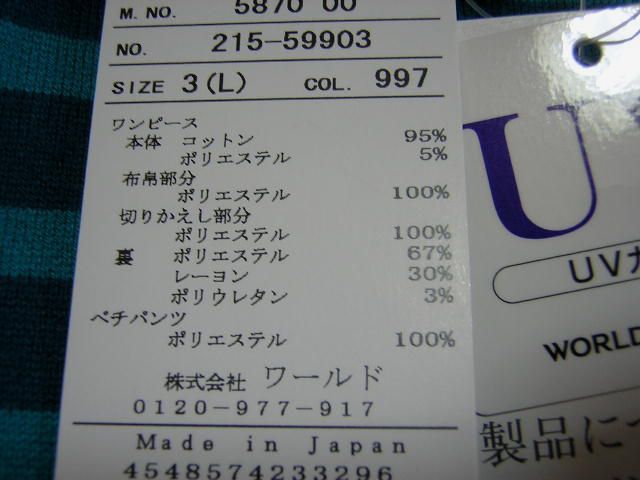 M. NO. 5870 00
NO. 215-59903
SIZE 3(L) COL. 997
ワンピース
本体 コットン 95%
ポリエステル 5%
布帛部分
ポリエステル 100%
切りかえし部分
ポリエステル 100%
裏 ポリエステル 67%
レーヨン 30%
ポリウレタン 3%
ペチパンツ
ポリエステル 100%
株式会社 ワールド
0120-977-917
Made in Japan
4548574233296
U
UV
WORLD
製品に